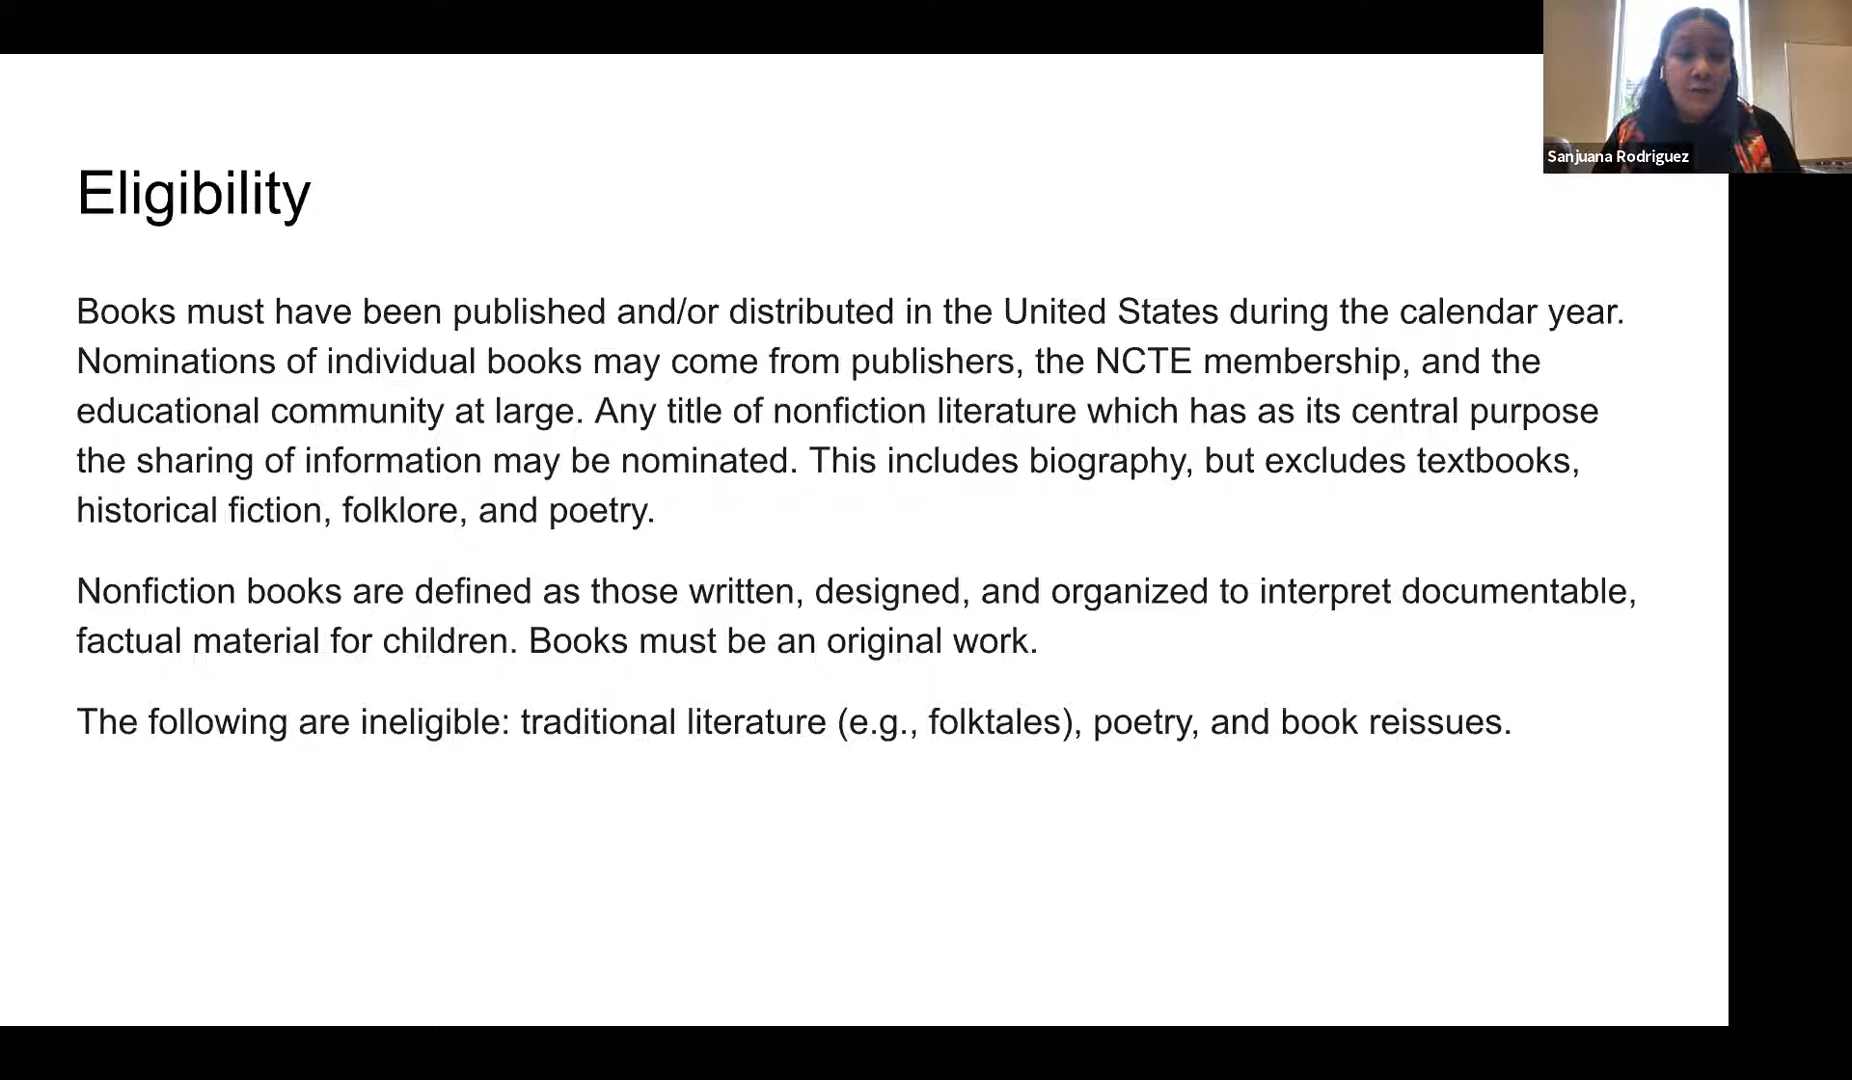 Sanjuana Rodriguez
Eligibility
Books must have been published and/or distributed in the United States during the calendar year.
Nominations of individual books may come from publishers, the NCTE membership, and the
educational community at large. Any title of nonfiction literature which has as its central purpose
the sharing of information may be nominated. This includes biography, but excludes textbooks,
historical fiction, folklore, and poetry.
Nonfiction books are defined as those written, designed, and organized to interpret documentable,
factual material for children. Books must be an original work.
The following are ineligible: traditional literature (e.g., folktales), poetry, and book reissues.